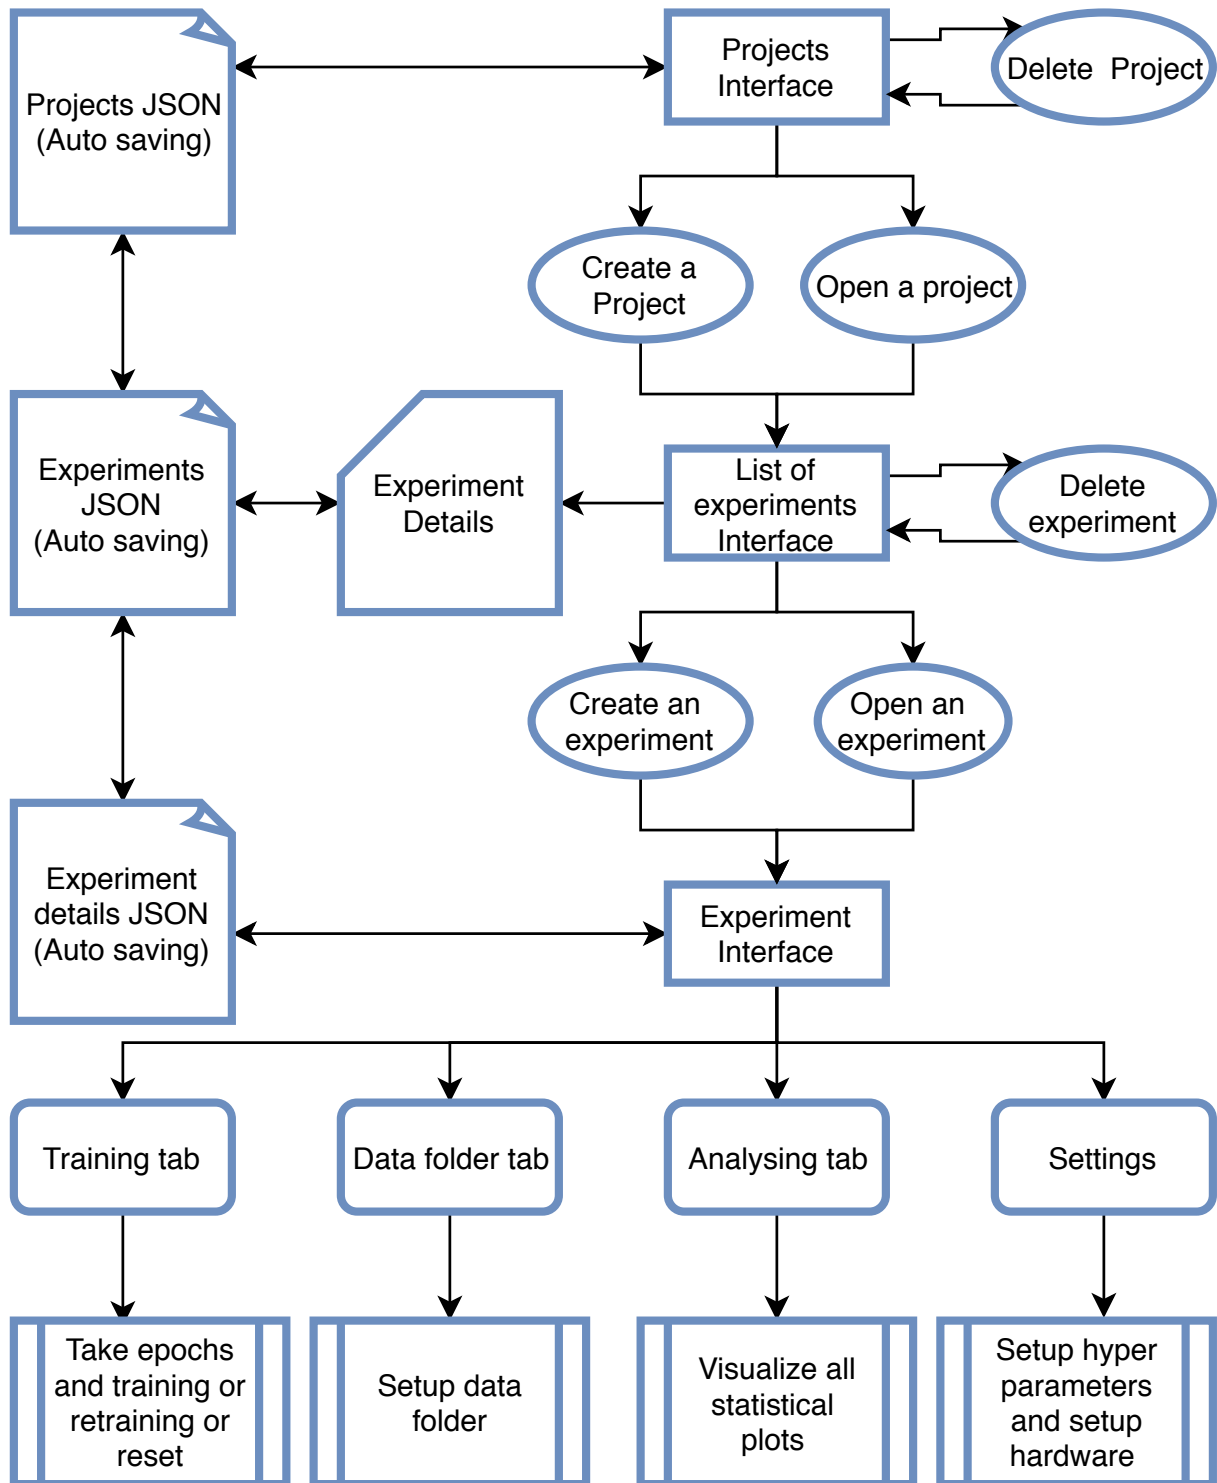 Projects
Interface
Delete  Project
Projects JSON
(Auto saving)
Create a
Project
Open a project
Experiments
JSON
(Auto saving)
Experiment
Details
List of
experiments
Interface
Delete
experiment
Create an
experiment
Open an
experiment
Experiment
details JSON
(Auto saving)
Experiment
Interface
Training tab
Data folder tab
Analysing tab
Settings
Take epochs
and training or
retraining or
reset
Setup data
folder
Visualize all
statistical
plots
Setup hyper
parameters
and setup
hardware